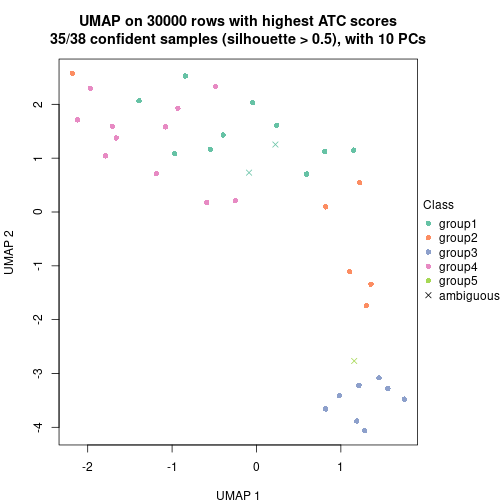 UMAP on 30000 rows with highest ATC scores
35/38 confident samples (silhouette > 0.5), with 10 PCs
2
1
0
-1
-2
-3
-4
UMAP 2
-2
-1
0
1
UMAP 1
Class
group1
group2
group3
group4
group5
ambiguous